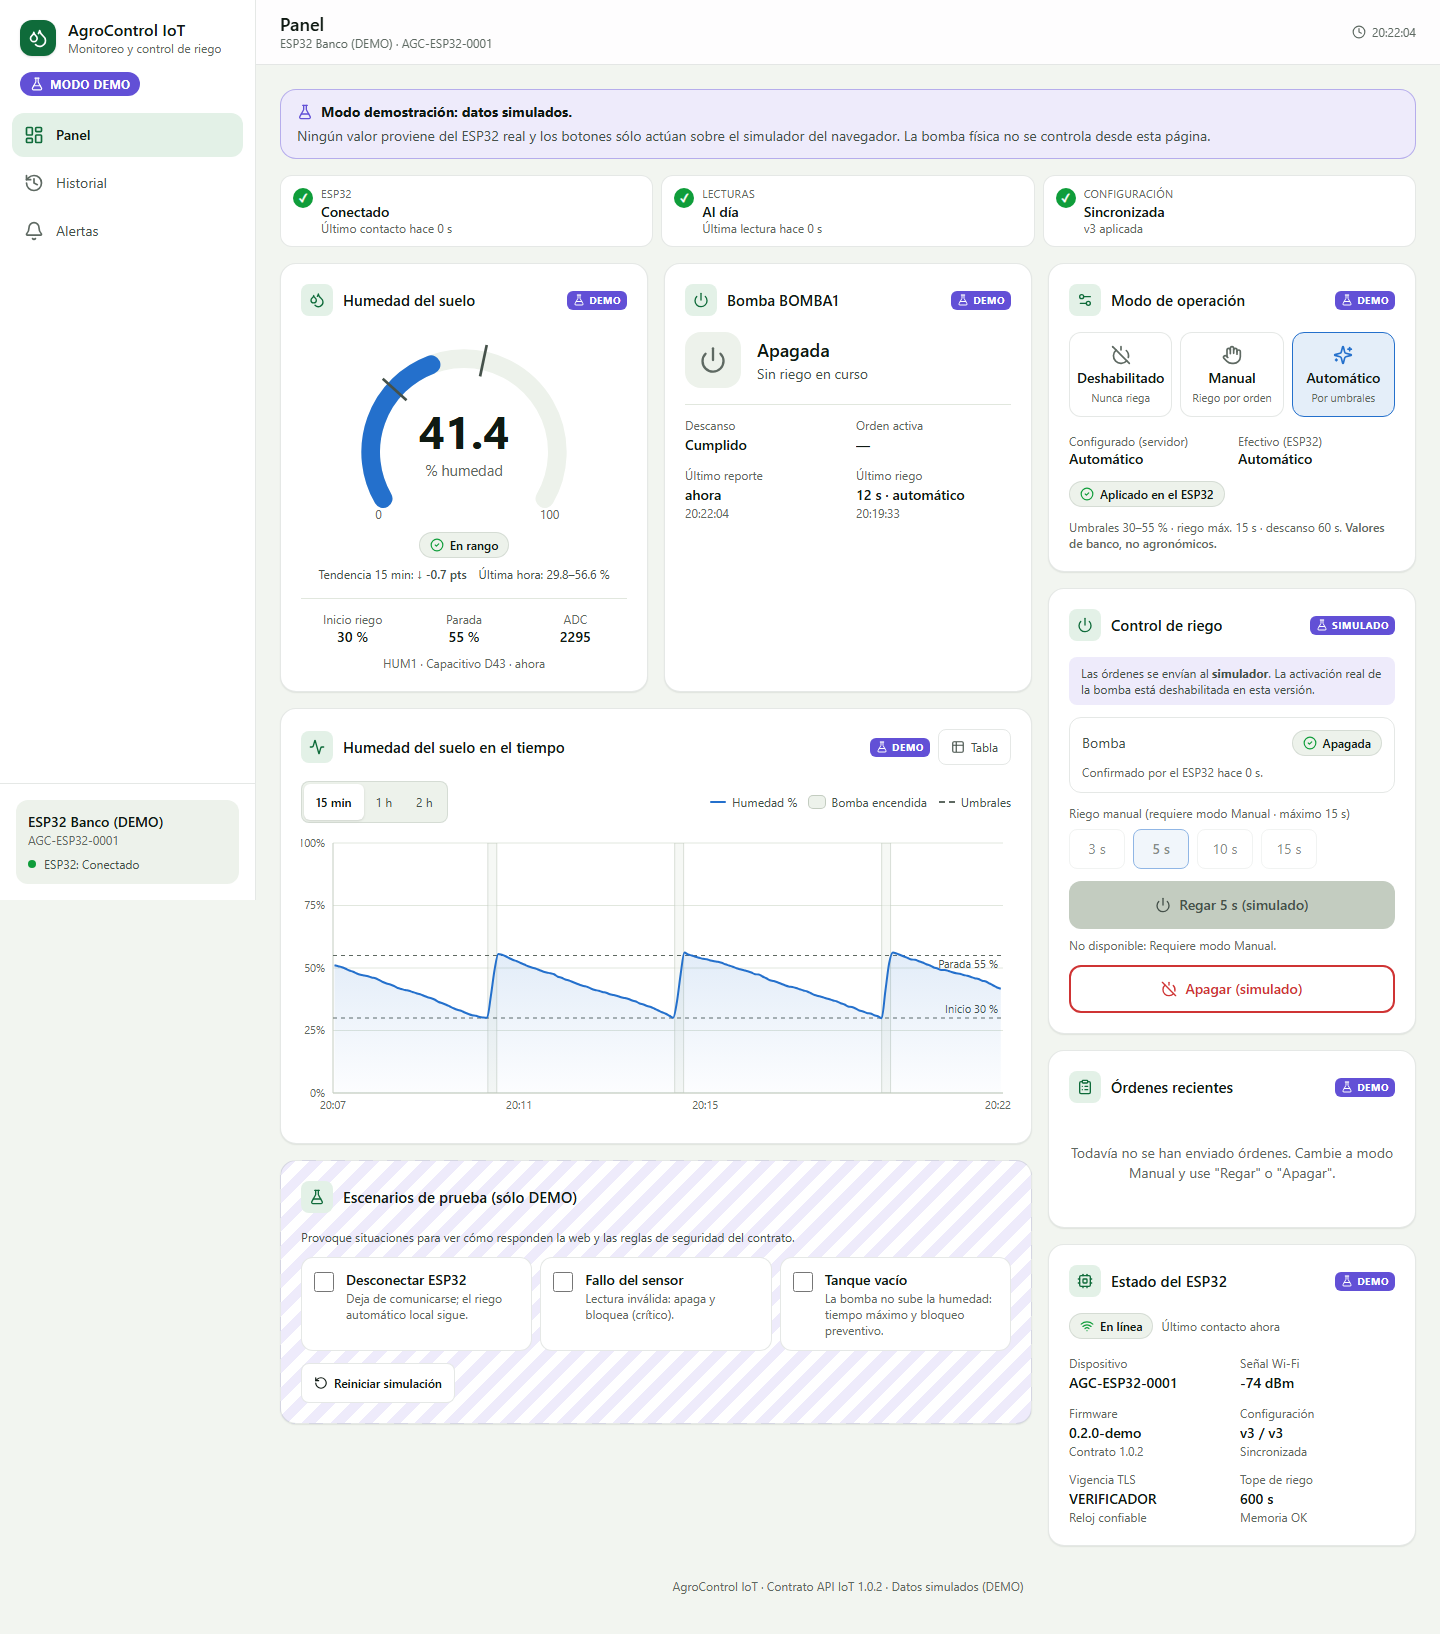 AgroControl IoT
Monitoreo y control de riego
MODO DEMO
Panel
Historial
Alertas
ESP32 Banco (DEMO)
AGC-ESP32-0001
ESP32: Conectado
Panel
ESP32 Banco (DEMO) · AGC-ESP32-0001
20:22:04
Modo demostración: datos simulados.
Ningún valor proviene del ESP32 real y los botones sólo actúan sobre el simulador del navegador. La bomba física no se controla desde esta página.
ESP32
Conectado
Último contacto hace 0 s
LECTURAS
Al día
Última lectura hace 0 s
CONFIGURACIÓN
Sincronizada
v3 aplicada
Humedad del suelo
DEMO
41.4
% humedad
0
100
En rango
Tendencia 15 min: ↓ -0.7 pts Última hora: 29.8–56.6 %
Inicio riego
30 %
Parada
55 %
ADC
2295
HUM1 · Capacitivo D43 · ahora
Bomba BOMBA1
DEMO
Apagada
Sin riego en curso
Descanso
Cumplido
Orden activa
—
Último reporte
ahora
20:22:04
Último riego
12 s · automático
20:19:33
Modo de operación
DEMO
Deshabilitado
Nunca riega
Manual
Riego por orden
Automático
Por umbrales
Configurado (servidor)
Automático
Efectivo (ESP32)
Automático
Aplicado en el ESP32
Umbrales 30–55 % · riego máx. 15 s · descanso 60 s. Valores
de banco, no agronómicos.
Control de riego
SIMULADO
Las órdenes se envían al simulador. La activación real de
la bomba está deshabilitada en esta versión.
Bomba
Apagada
Confirmado por el ESP32 hace 0 s.
Riego manual (requiere modo Manual · máximo 15 s)
3 s
5 s
10 s
15 s
Regar 5 s (simulado)
No disponible: Requiere modo Manual.
Apagar (simulado)
Humedad del suelo en el tiempo
DEMO
Tabla
15 min
1 h
2 h
Humedad %
Bomba encendida
Umbrales
100%
75%
50%
25%
0%
Parada 55 %
Inicio 30 %
20:07
20:11
20:15
20:22
Órdenes recientes
DEMO
Todavía no se han enviado órdenes. Cambie a modo
Manual y use "Regar" o "Apagar".
Escenarios de prueba (sólo DEMO)
Provoque situaciones para ver cómo responden la web y las reglas de seguridad del contrato.
Desconectar ESP32
Deja de comunicarse; el riego
automático local sigue.
Fallo del sensor
Lectura inválida: apaga y
bloquea (crítico).
Tanque vacío
La bomba no sube la humedad:
tiempo máximo y bloqueo
preventivo.
Reiniciar simulación
Estado del ESP32
DEMO
En línea
Último contacto ahora
Dispositivo
AGC-ESP32-0001
Señal Wi-Fi
-74 dBm
Firmware
0.2.0-demo
Contrato 1.0.2
Configuración
v3 / v3
Sincronizada
Vigencia TLS
VERIFICADOR
Reloj confiable
Tope de riego
600 s
Memoria OK
AgroControl IoT · Contrato API IoT 1.0.2 · Datos simulados (DEMO)